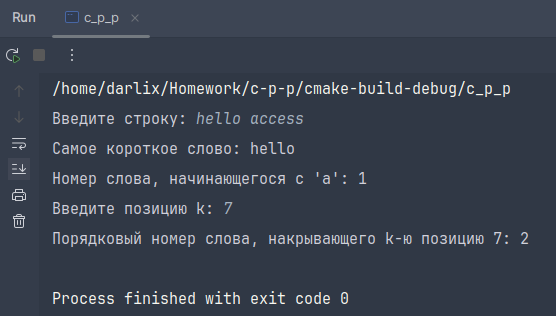 Run c_p_p
/home/darlix/Homework/c-p-p/cmake-build-debug/c_p_p
Введите строку: hello access
Самое короткое слово: hello
Номер слова, начинающегося с 'a': 1
Введите позицию k: 7
Порядковый номер слова, накрывающего k-ю позицию 7: 2
Process finished with exit code 0